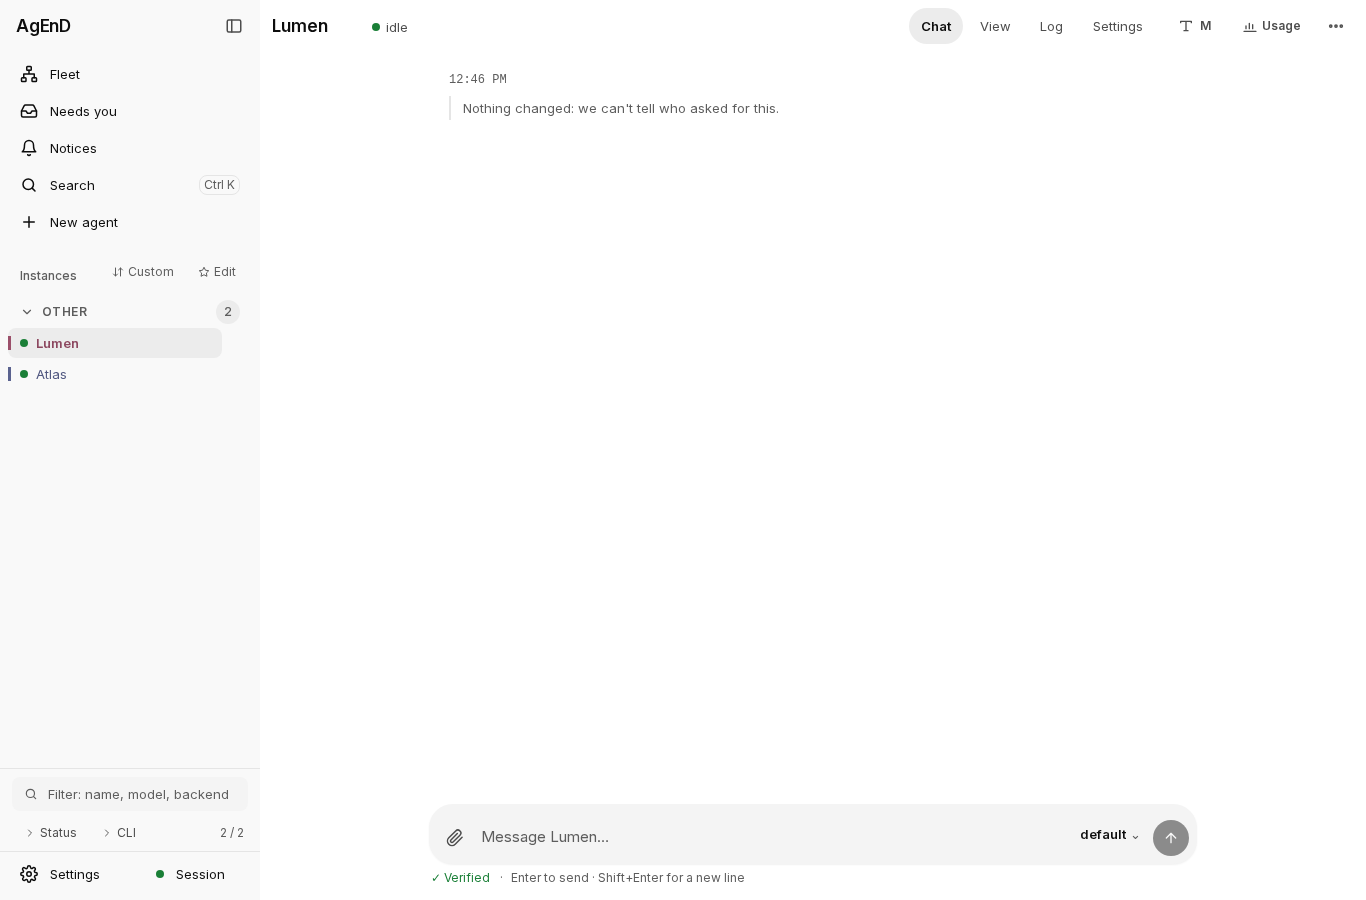 AgEnD
Fleet
Needs you
Notices
Search Ctrl K
New agent
Instances Custom Edit
OTHER 2
Lumen
Atlas
Filter: name, model, backend
Status CLI 2 / 2
Settings Session
Lumen idle Chat View Log Settings M Usage
12:46 PM
Nothing changed: we can't tell who asked for this.
Message Lumen... default
✓ Verified · Enter to send · Shift+Enter for a new line